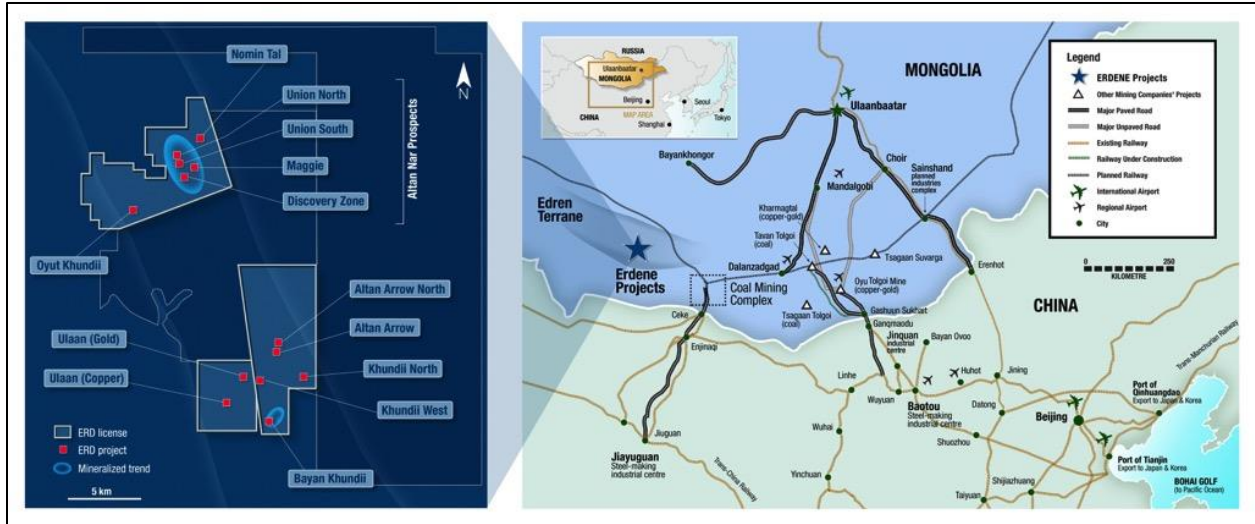 Nomin Tal
Union North
Union South
Maggie
Discovery Zone
Altan Nar Prospects
N
Oyut Khundii
Altan Arrow North
Altan Arrow
Ulaan (Gold)
Ulaan (Copper)
Khundii North
Khundii West
Bayan Khundii
ERD license
ERD project
Mineralized trend
5 km
RUSSIA
Ulaanbaatar
MONGOLIA
Beijing
Seoul
MAP AREA
Tokyo
CHINA
Shanghai
MONGOLIA
Ulaanbaatar
Bayankhongor
Choir
Sainshand
planned
industries
complex
Mandalgobi
Edren
Terrane
Kharmagtal
(copper-gold)
Tavan Tolgoi
(coal)
Tsagaan Suvarga
Erdene
Projects
Dalanzadgad
Oyu Tolgoi Mine
(copper-gold)
Erenhot
Coal Mining
Complex
Tsagaan Tolgoi
(coal)
Gashuun Sukhait
Ganqmaodu
CHINA
Ceke
Enjinaqi
Jinquan
industrial
centre
Bayan Ovoo
Linhe
Huhot
Jining
Wuyuan
Baotou
Steel-making
industrial centre
Datong
Beijing
Port of
Qinhuangdao
Export to Japan & Korea
Trans-Manchurian Railway
Wuhai
Shuozhou
Jiuguan
Jiayuguan
Steel-making
industrial centre
Trans-China Railway
Yinchuan
Port of Tianjin
Export to Japan & Korea
Shijiazhuang
Taiyuan
BOHAI GOLF
(to Pacific Ocean)
Legend
ERDENE Projects
Other Mining Companies' Projects
Major Paved Road
Major Unpaved Road
Existing Railway
Railway Under Construction
Planned Railway
International Airport
Regional Airport
City
0
250
KILOMETRE